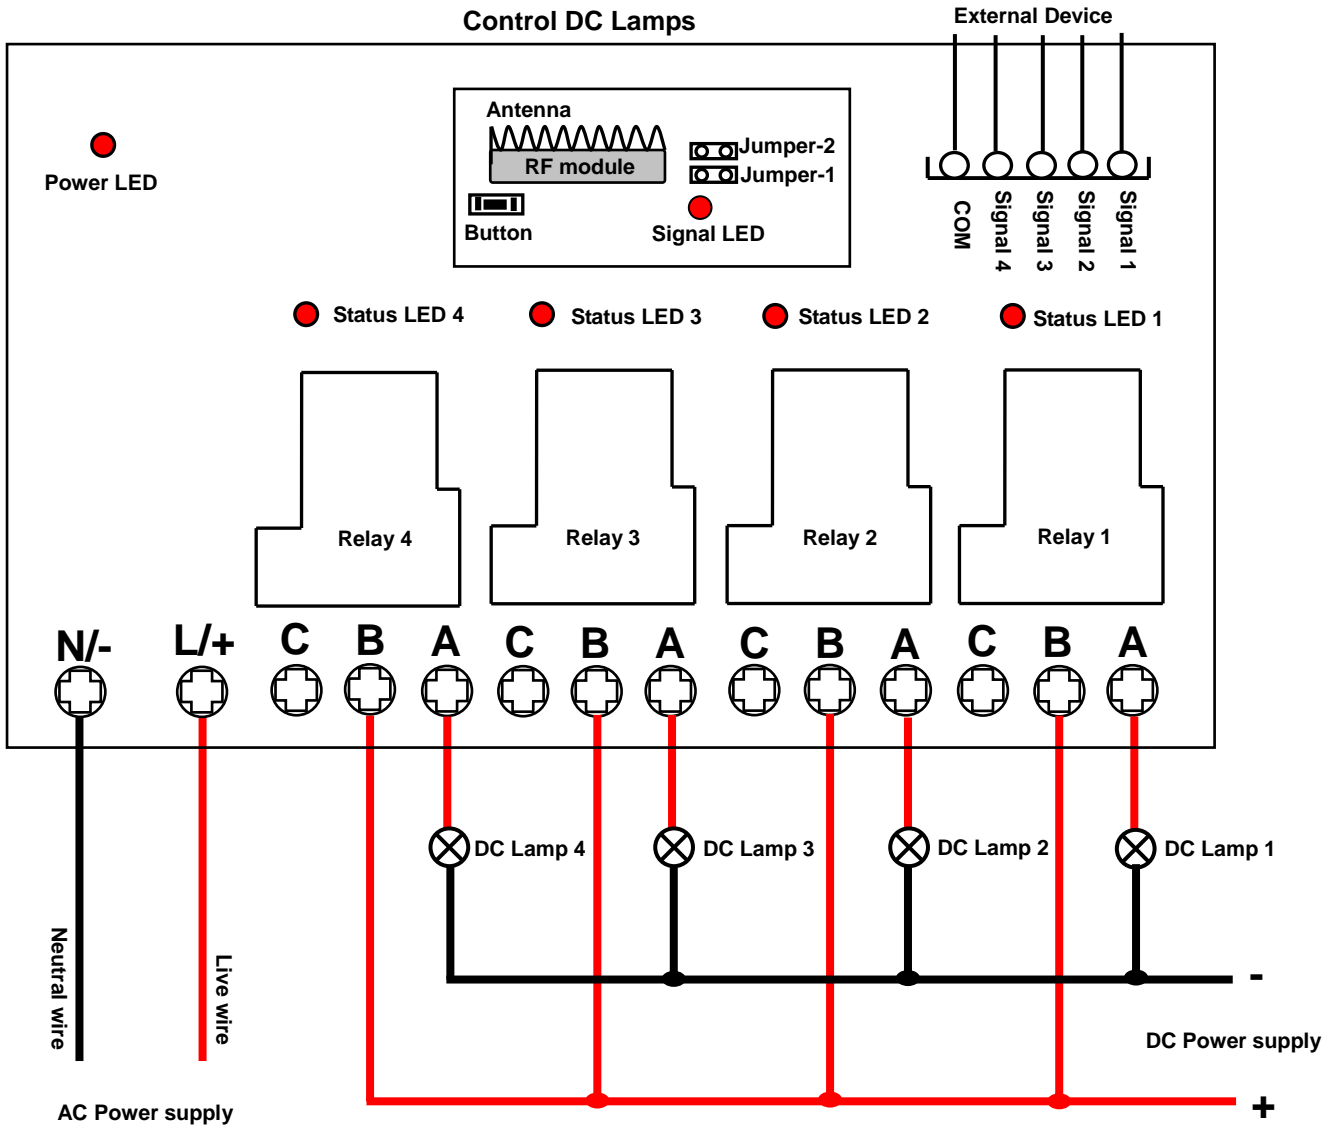 Control DC Lamps
External Device
Antenna
RF module
Jumper-2
Jumper-1
Button
Signal LED
Power LED
COM
Signal 4
Signal 3
Signal 2
Signal 1
Status LED 4
Status LED 3
Status LED 2
Status LED 1
Relay 4
Relay 3
Relay 2
Relay 1
N/- L/+ C B A C B A C B A C B A
DC Lamp 4
DC Lamp 3
DC Lamp 2
DC Lamp 1
Neutral wire
Live wire
-
DC Power supply
+
AC Power supply